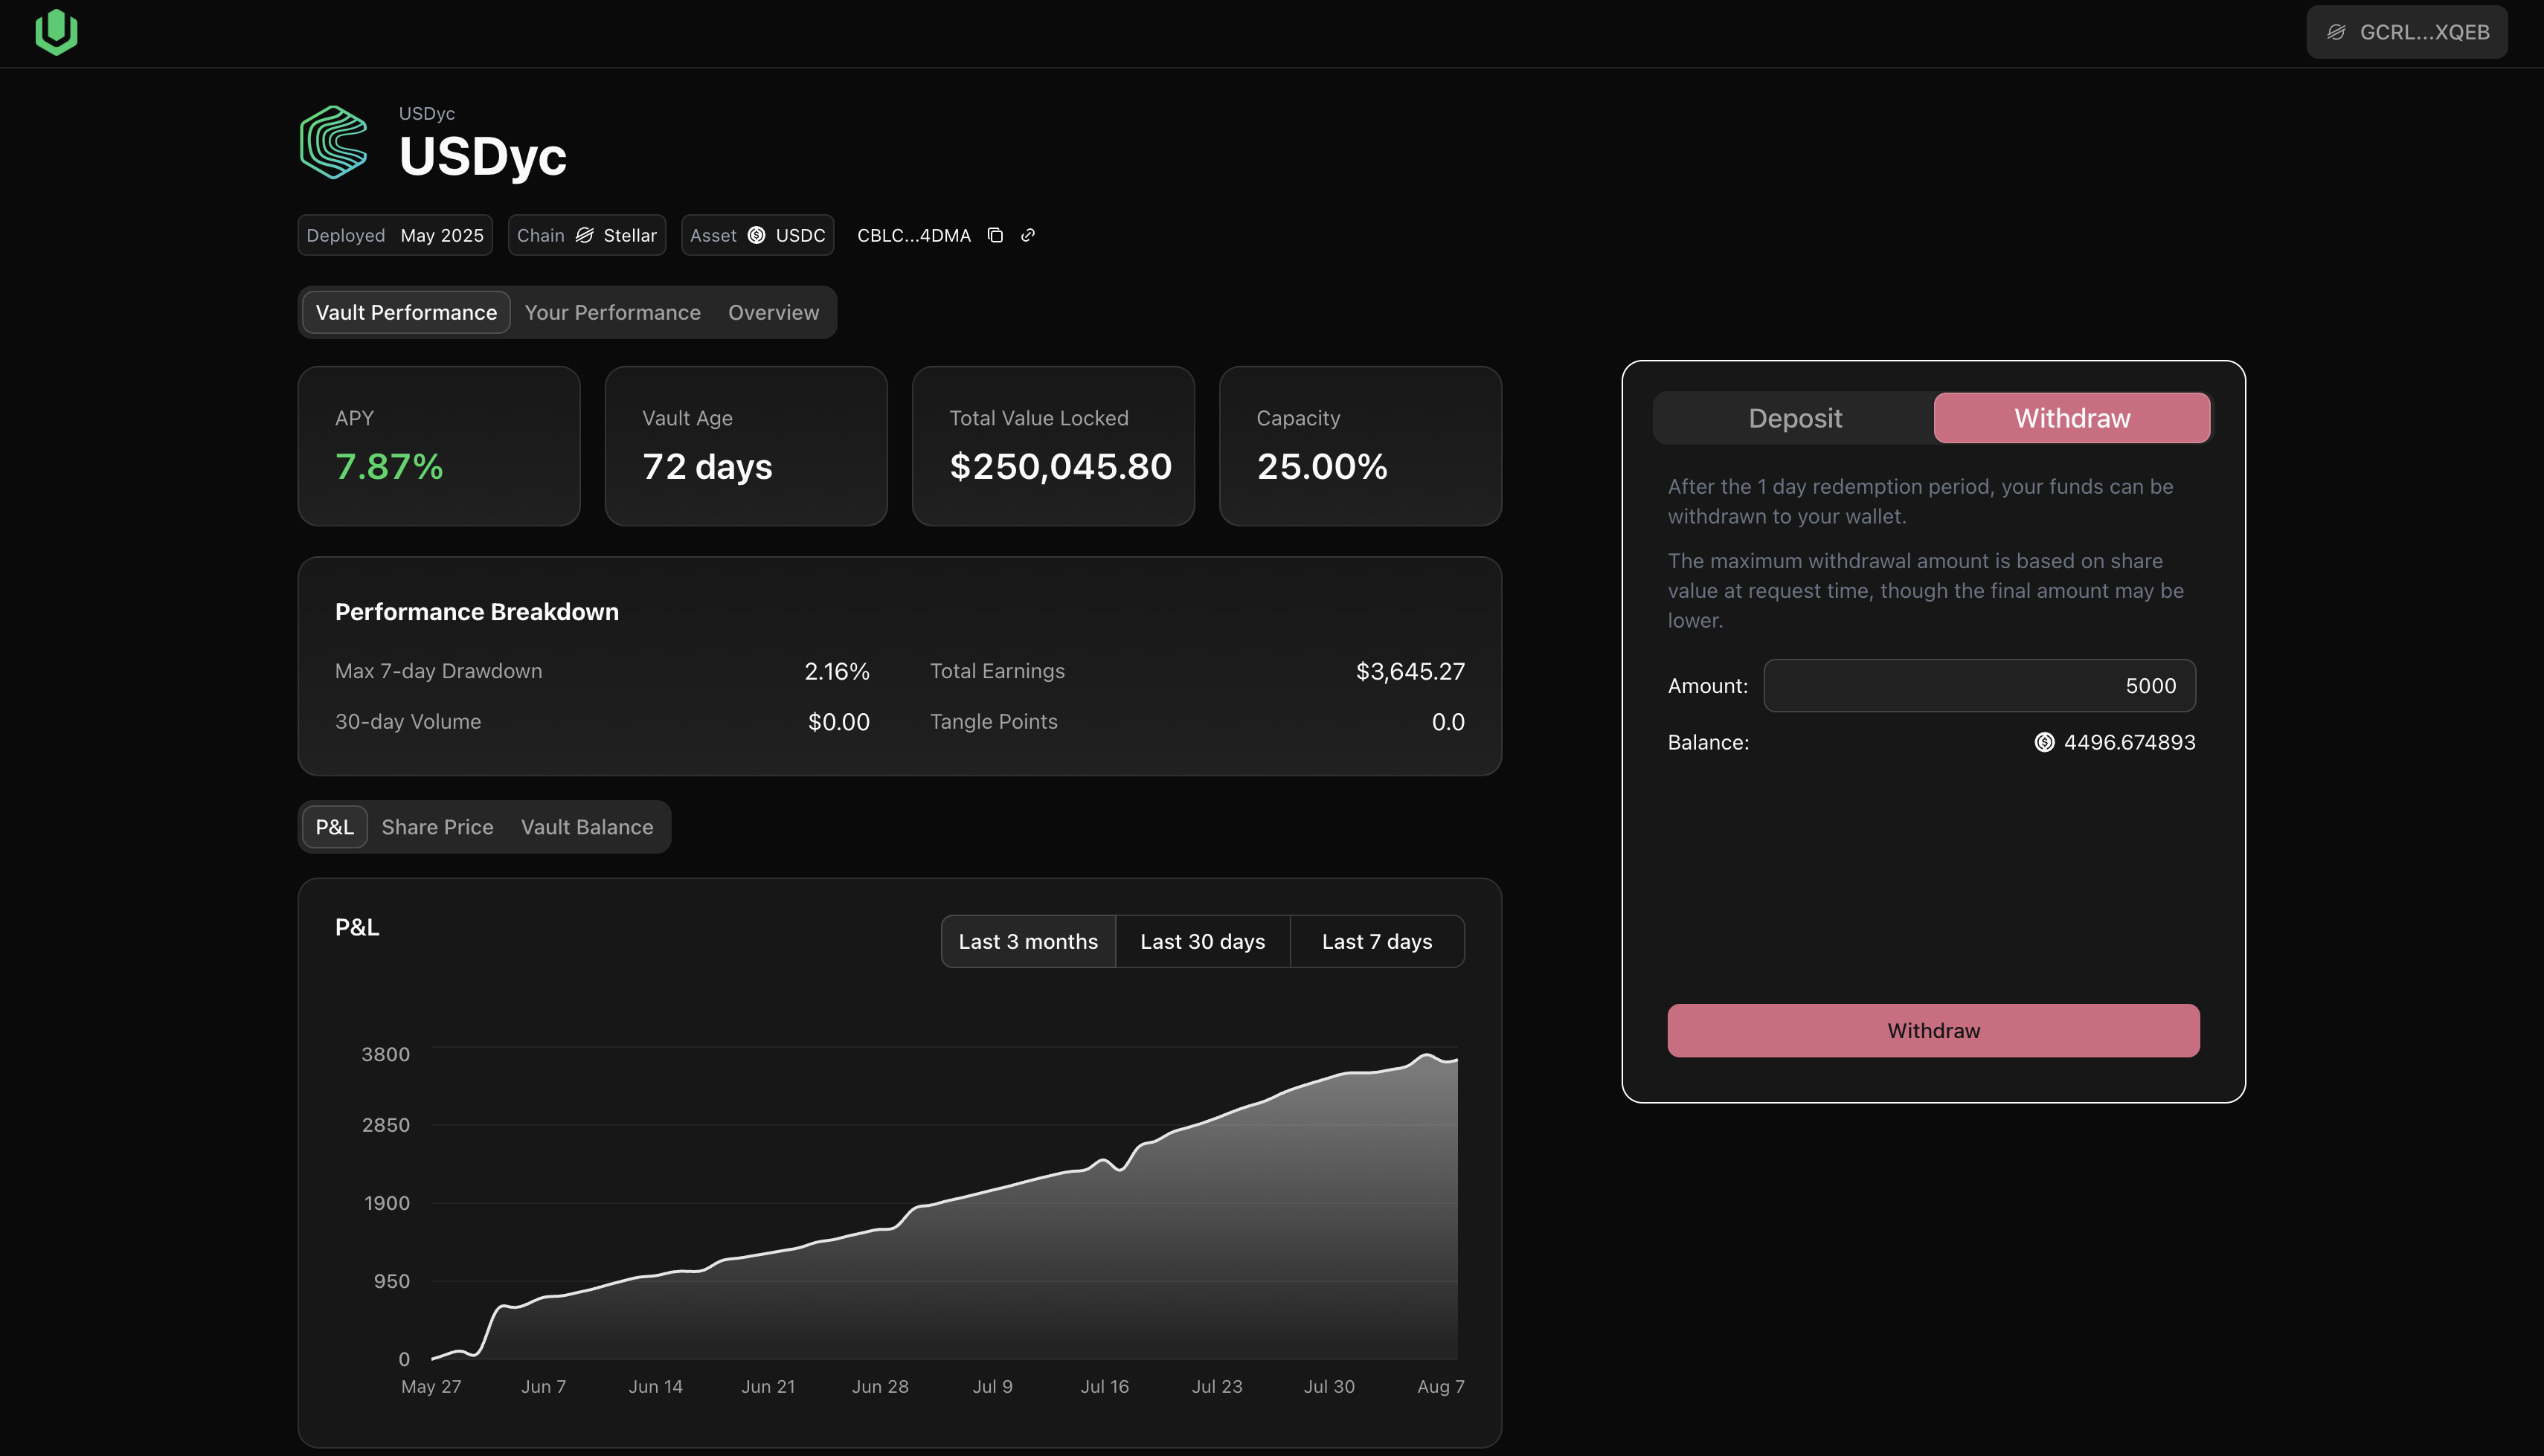 GCRL...XQEB
USDyc
USDyc
Deployed May 2025 Chain Stellar Asset USDC CBLC...4DMA
Vault Performance Your Performance Overview
APY
7.87%
Vault Age
72 days
Total Value Locked
$250,045.80
Capacity
25.00%
Performance Breakdown
Max 7-day Drawdown 2.16% Total Earnings $3,645.27
30-day Volume $0.00 Tangle Points 0.0
P&L Share Price Vault Balance
P&L
Last 3 months Last 30 days Last 7 days
3800
2850
1900
950
0
May 27 Jun 7 Jun 14 Jun 21 Jun 28 Jul 9 Jul 16 Jul 23 Jul 30 Aug 7
Deposit Withdraw
After the 1 day redemption period, your funds can be
withdrawn to your wallet.
The maximum withdrawal amount is based on share
value at request time, though the final amount may be
lower.
Amount: 5000
Balance: 4496.674893
Withdraw